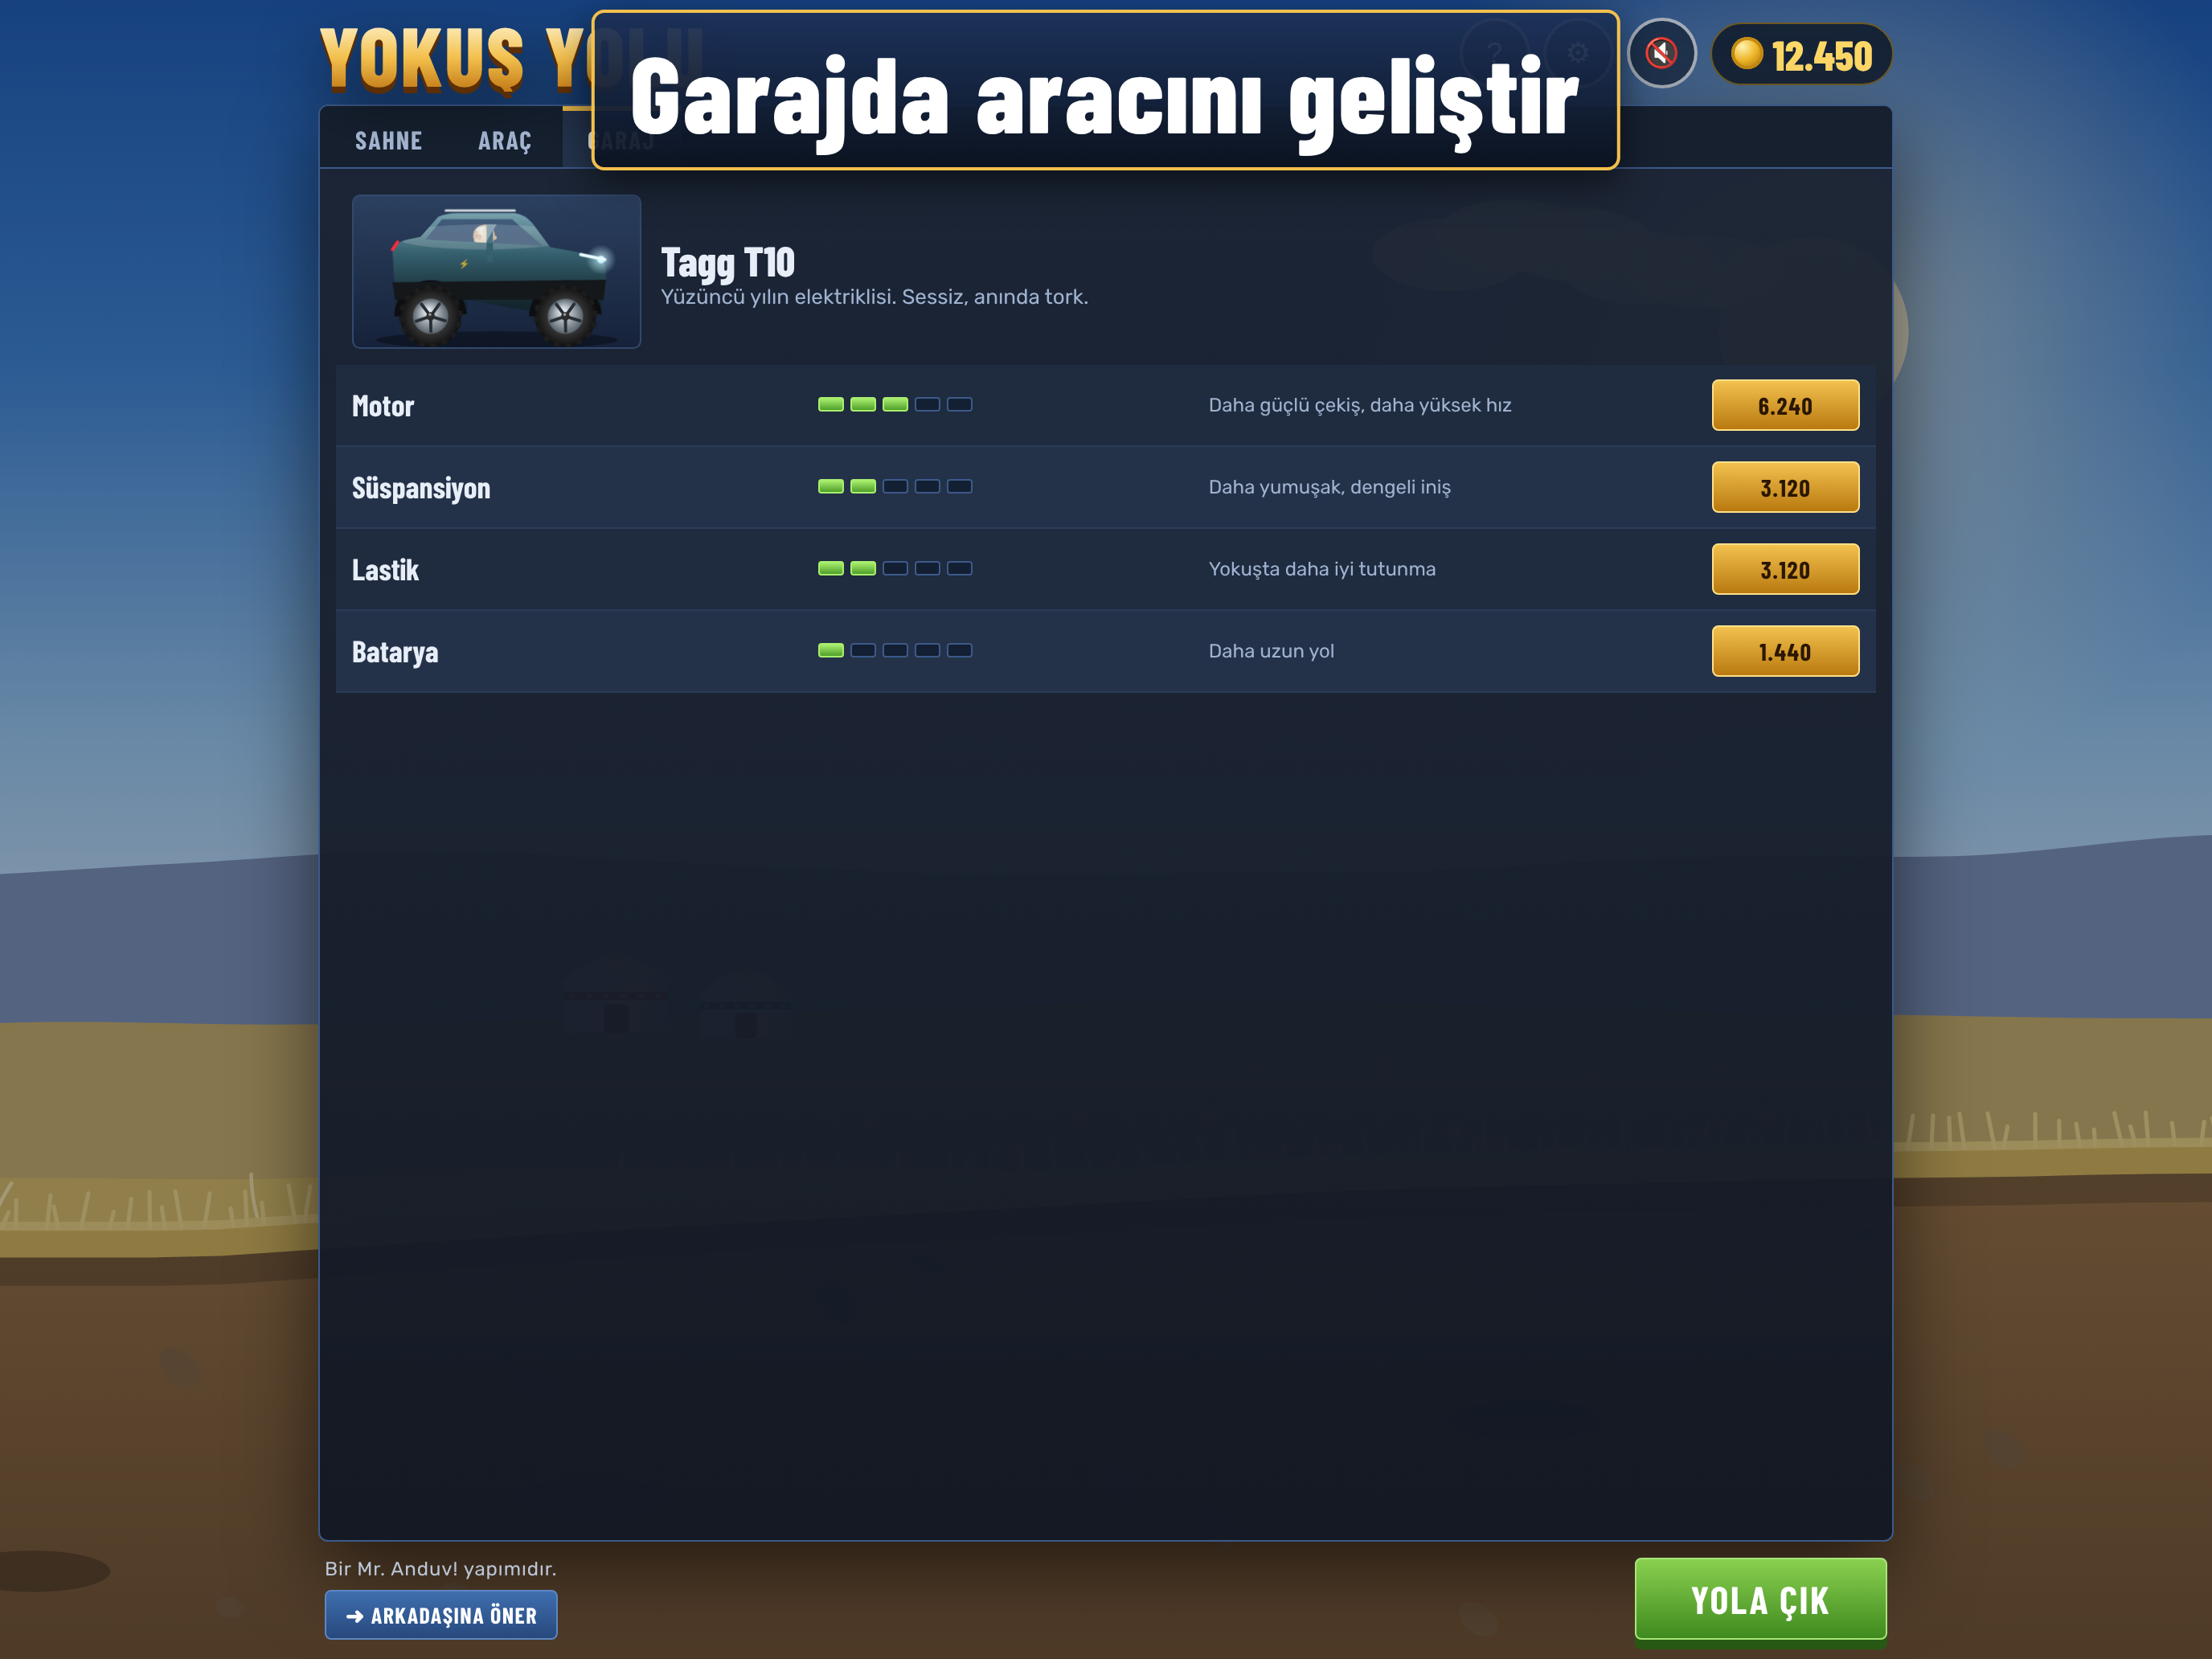 YOKUŞ YOLU
Garajda aracını geliştir
12.450
SAHNE ARAÇ GARAJ
Tagg T10
Yüzüncü yılın elektriklisi. Sessiz, anında tork.
Motor Daha güçlü çekiş, daha yüksek hız 6.240
Süspansiyon Daha yumuşak, dengeli iniş 3.120
Lastik Yokuşta daha iyi tutunma 3.120
Batarya Daha uzun yol 1.440
Bir Mr. Anduv! yapımıdır.
➜ ARKADAŞINA ÖNER
YOLA ÇIK